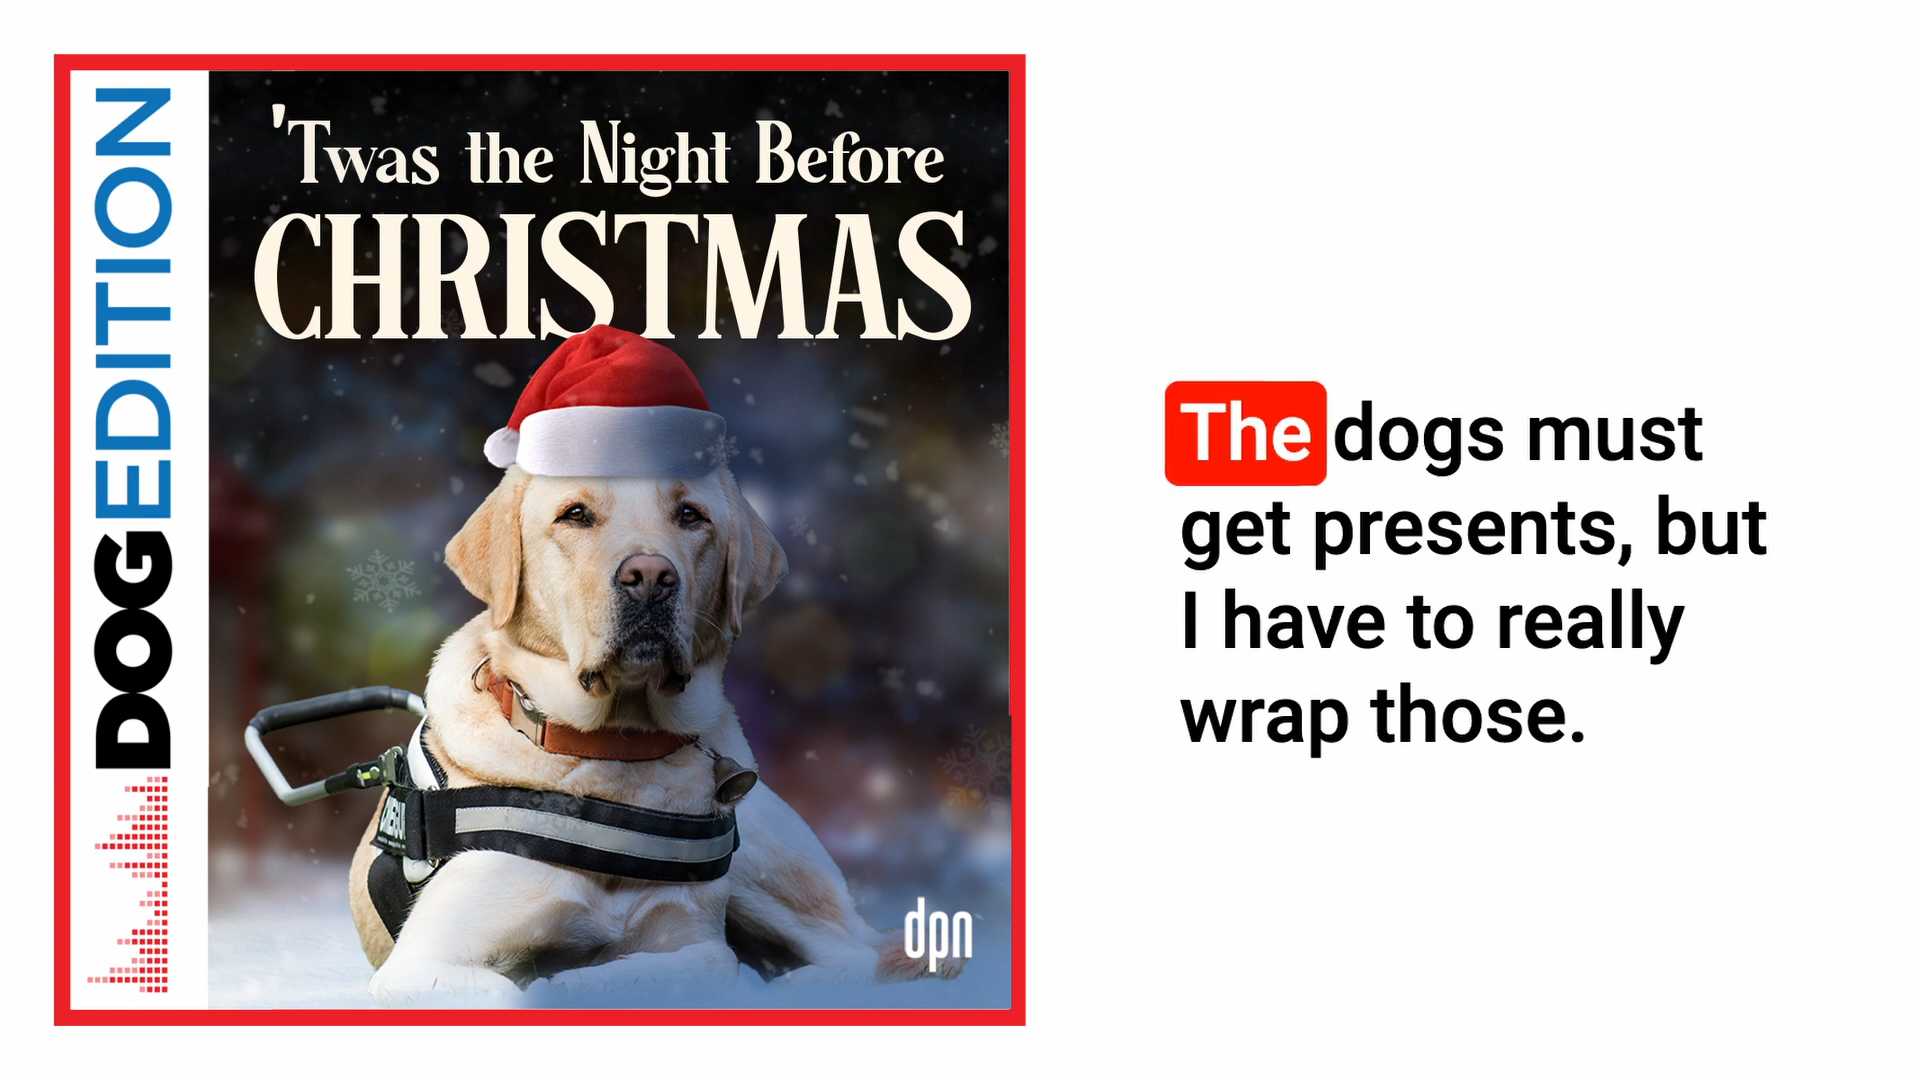 DOGEDITION
'Twas the Night Before
CHRISTMAS
dpn
The dogs must
get presents, but
I have to really
wrap those.